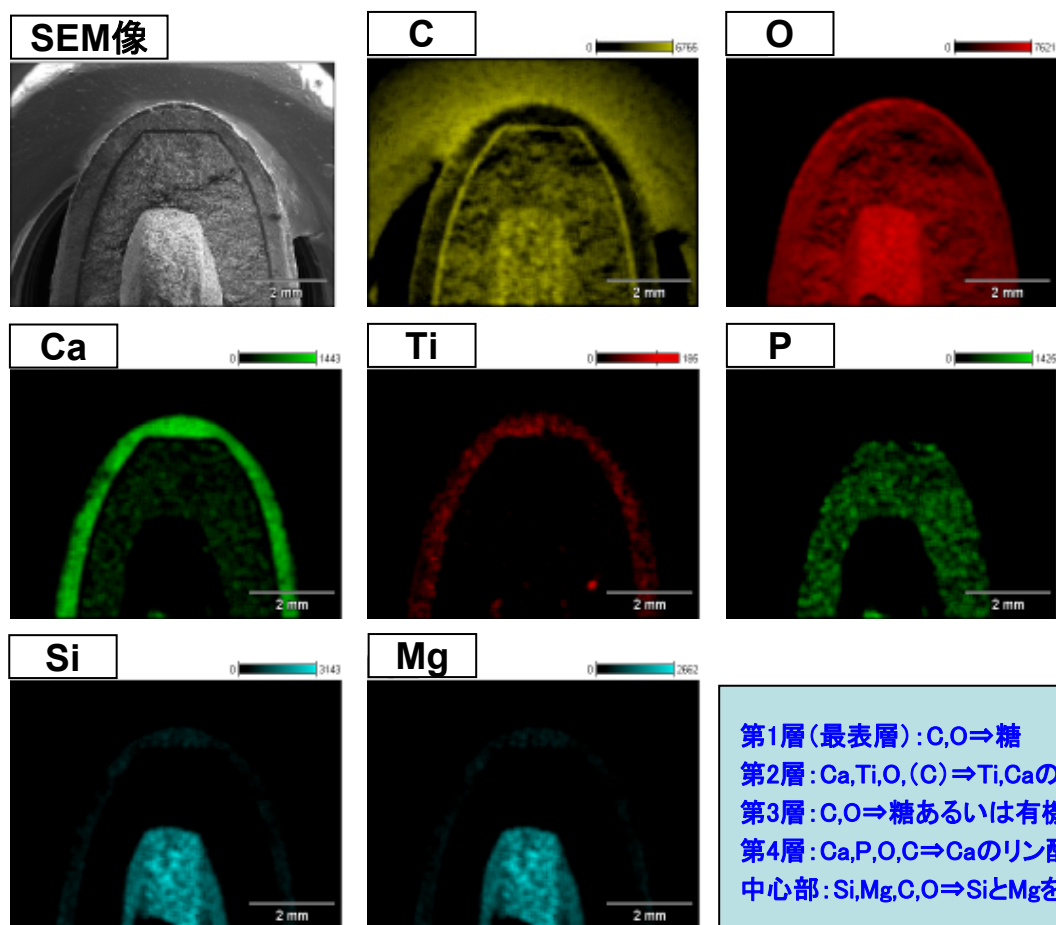 SEM像
C
0 6765
O
0 7621
2 mm
2 mm
2 mm
Ca
0 1443
Ti
0 185
P
0 1425
2 mm
2 mm
2 mm
Si
0 3143
Mg
0 2662
2 mm
2 mm
第1層(最表層):C,O⇒糖
第2層:Ca,Ti,O,(C)⇒Ti,Caの
第3層:C,O⇒糖あるいは有機
第4層:Ca,P,O,C⇒Caのリン酸
中心部:Si,Mg,C,O⇒SiとMgを